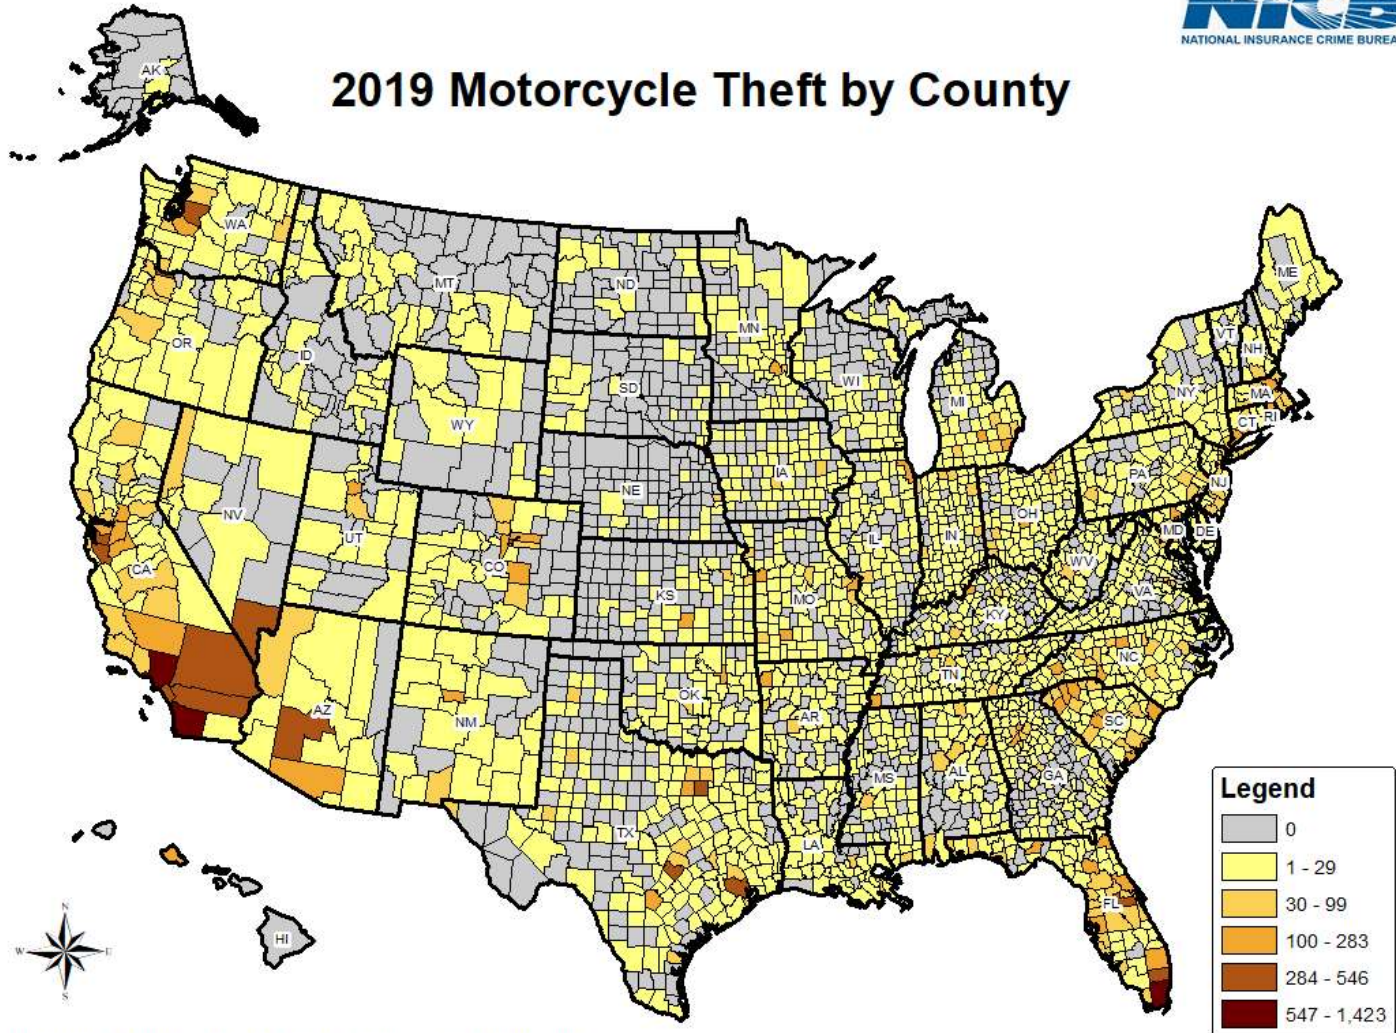 NICB
NATIONAL INSURANCE CRIME BUREA
2019 Motorcycle Theft by County
AK
WA
MT
ND
MN
ME
OR
ID
SD
WI
MI
VT
NH
NY
MA
CT
RI
WY
IA
NE
PA
NJ
NV
UT
CO
IL
IN
OH
MD
DE
WV
VA
CA
KS
MO
KY
NC
TN
AZ
NM
OK
AR
SC
MS
AL
GA
TX
LA
FL
HI
N
W
S
Legend
0
1 - 29
30 - 99
100 - 283
284 - 546
547 - 1,423